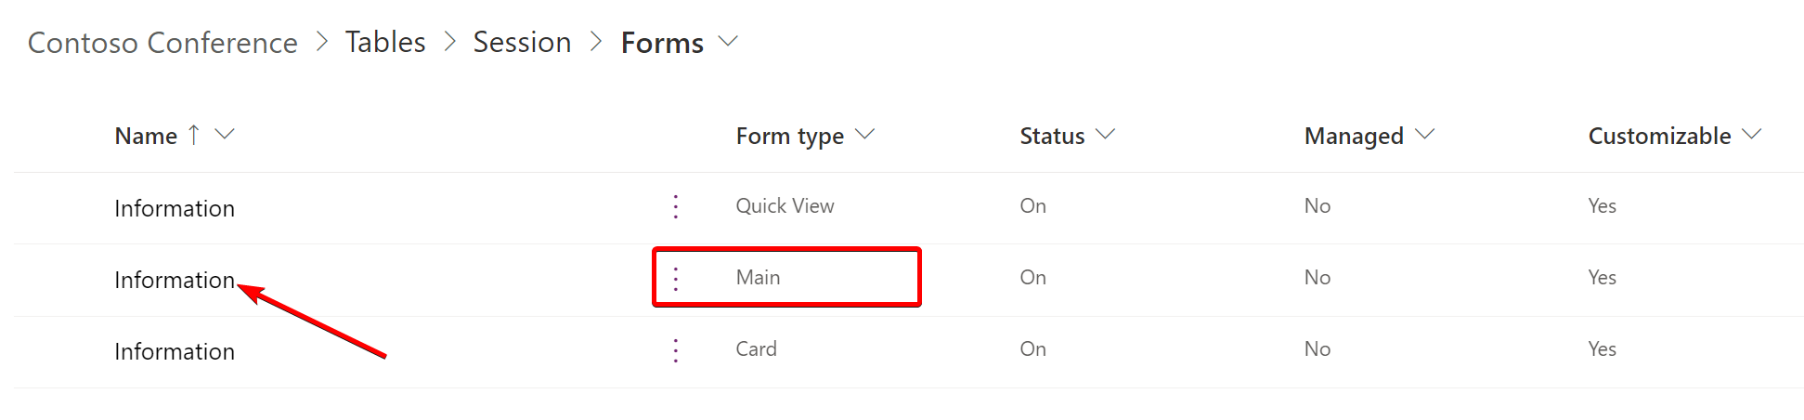 Contoso Conference > Tables > Session > Forms
Name ↑ Form type Status Managed Customizable
Information Quick View On No Yes
Information Main On No Yes
Information Card On No Yes